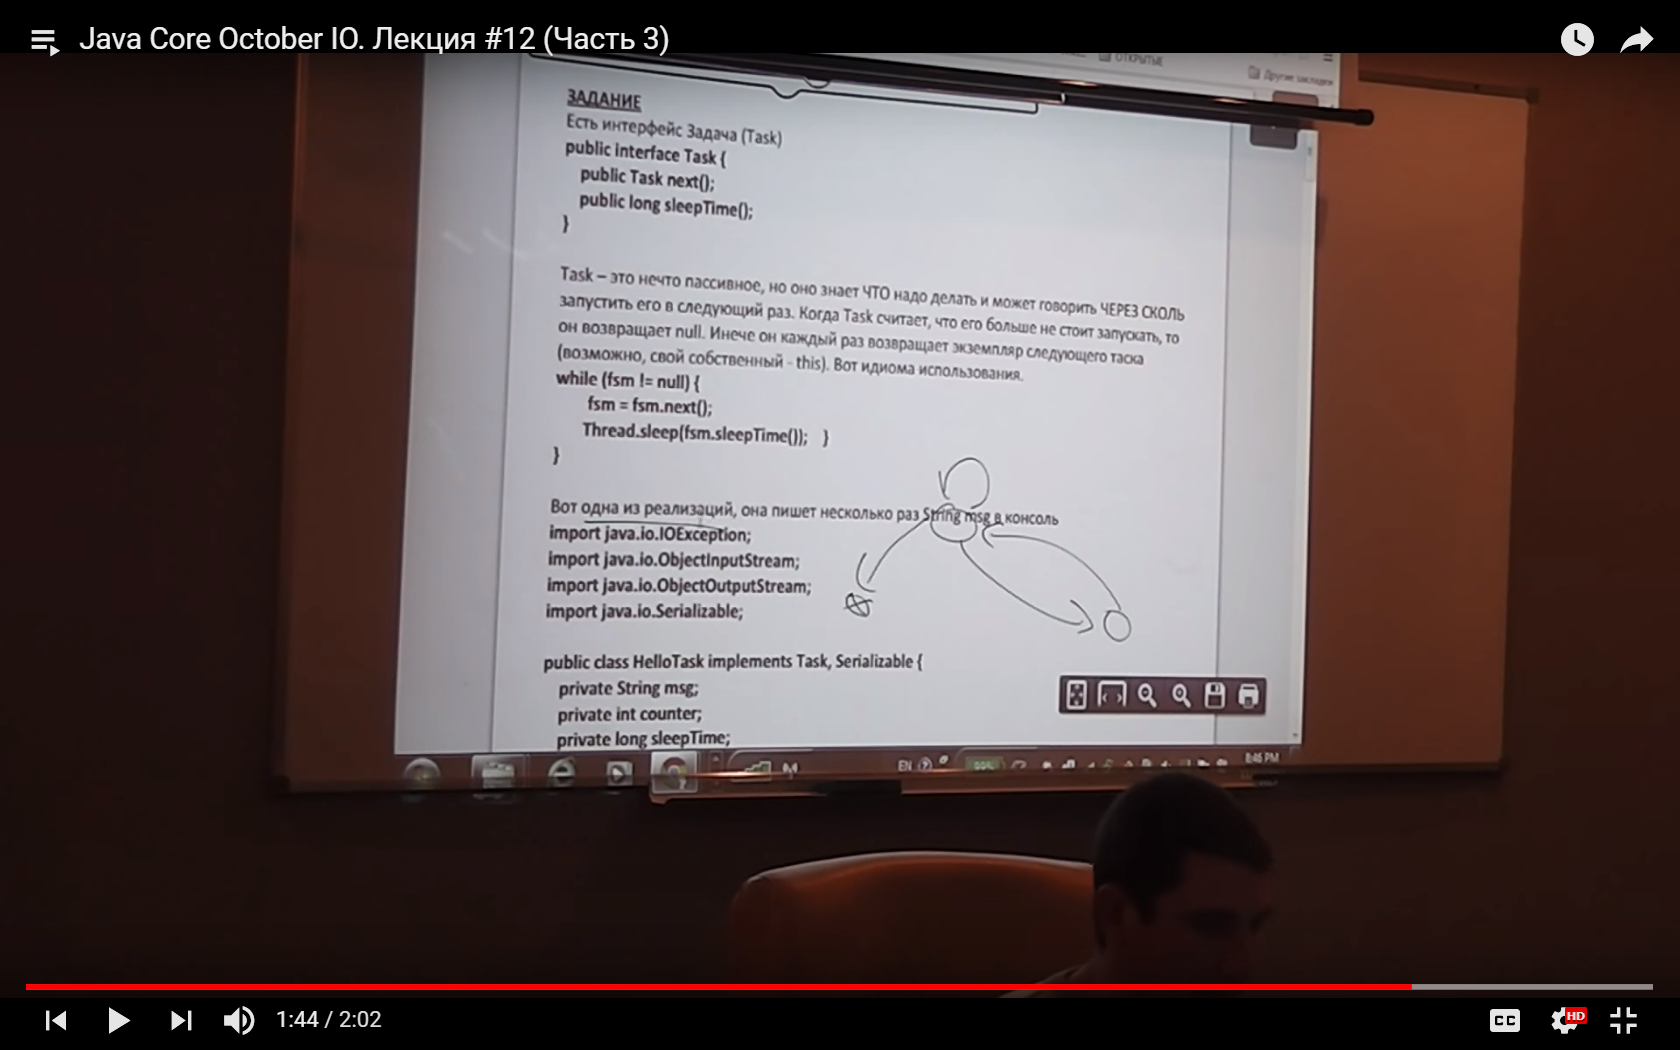 Java Core October IO. Лекция #12 (Часть 3)
ОТКРЫТЫЕ
Другие закладки
ЗАДАНИЕ
Есть интерфейс Задача (Task)
public interface Task {
public Task next();
public long sleepTime();
}
Task – это нечто пассивное, но оно знает ЧТО надо делать и может говорить ЧЕРЕЗ СКОЛЬ
запустить его в следующий раз. Когда Task считает, что его больше не стоит запускать, то
он возвращает null. Инече он каждый раз возвращает экземпляр следующего таска
(возможно, свой собственный - this). Вот идиома использования.
while (fsm != null) {
fsm = fsm.next();
Thread.sleep(fsm.sleepTime()); }
}
Вот одна из реализаций, она пишет несколько раз String msg в консоль
import java.io.IOException;
import java.io.ObjectInputStream;
import java.io.ObjectOutputStream;
import java.io.Serializable;
public class HelloTask implements Task, Serializable {
private String msg;
private int counter;
private long sleepTime;
EN
8:46 PM
1:44 / 2:02
CC
HD